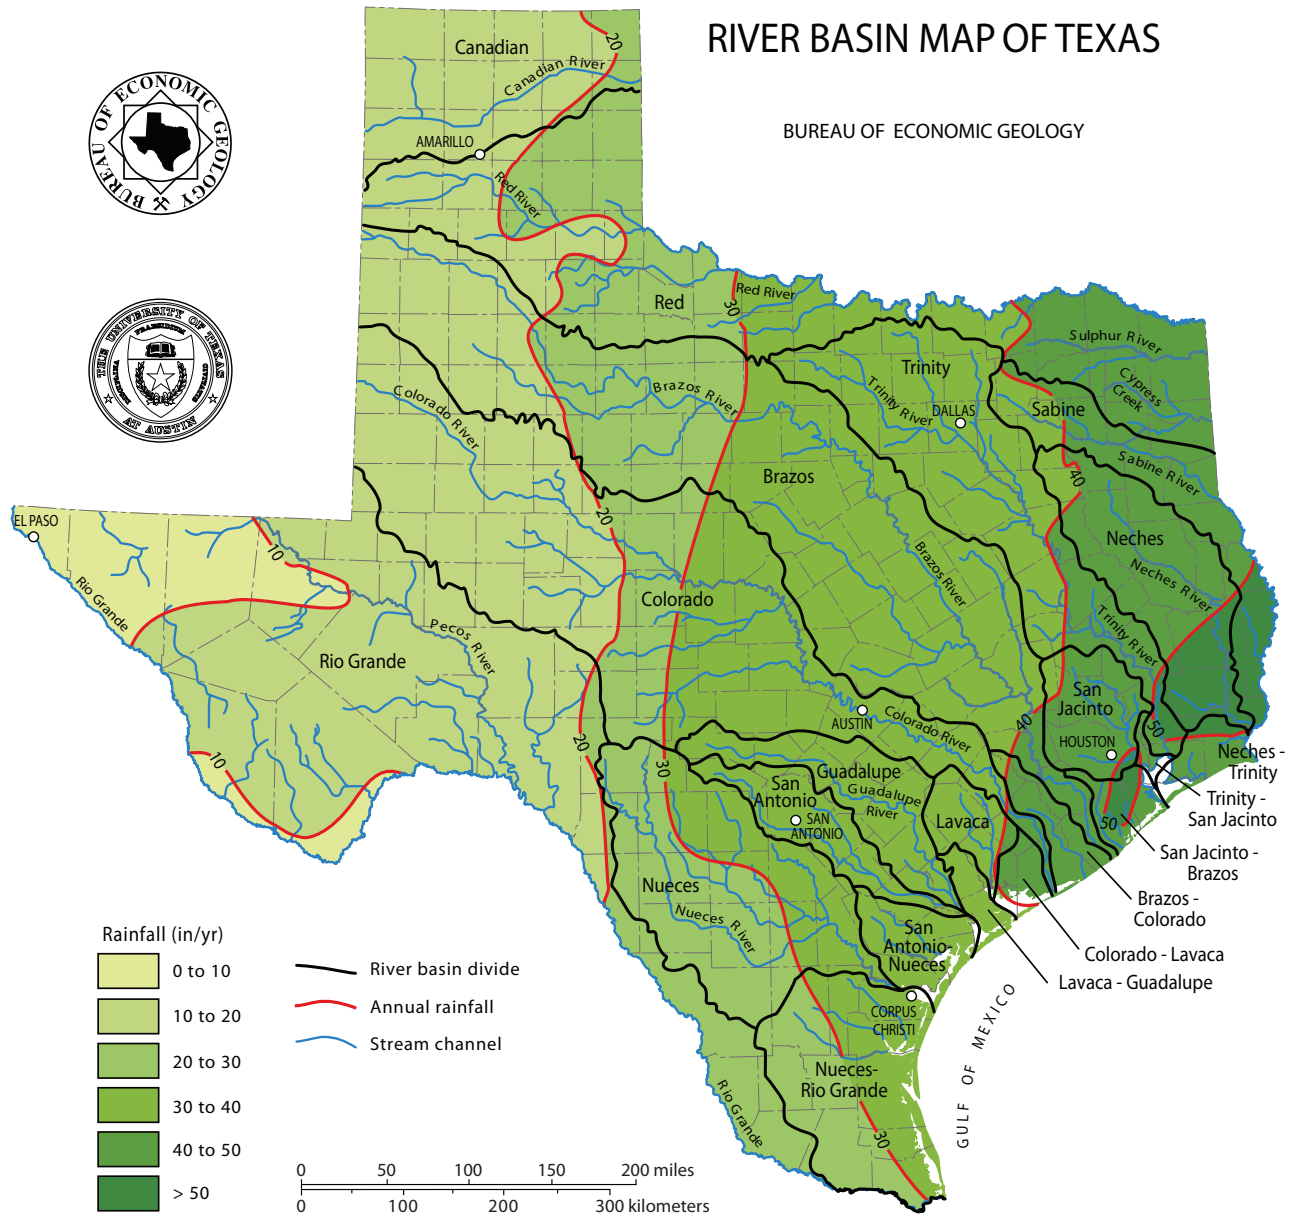 RIVER BASIN MAP OF TEXAS
BUREAU OF ECONOMIC GEOLOGY
BUREAU OF ECONOMIC GEOLOGY
THE UNIVERSITY OF TEXAS
AT AUSTIN
PRAESIDIUM
CIVITATIS
DISCIPLINA
Canadian
Canadian River
20
AMARILLO
Red River
Red
30
Red River
Sulphur River
Cypress
Creek
Trinity
Trinity River
DALLAS
Sabine
Sabine River
40
Brazos River
Colorado River
Brazos
20
Brazos River
Neches
Neches River
Trinity River
EL PASO
10
Rio Grande
Rio Grande
Pecos River
Colorado
San
Jacinto
HOUSTON
40
50
AUSTIN
Colorado River
20
30
10
Guadalupe
Guadalupe
River
San
Antonio
SAN
ANTONIO
Lavaca
50
Neches -
Trinity
Trinity -
San Jacinto
San Jacinto -
Brazos
Brazos -
Colorado
Colorado - Lavaca
Lavaca - Guadalupe
Nueces
Nueces River
San
Antonio-
Nueces
CORPUS
CHRISTI
Nueces-
Rio Grande
30
Rio Grande
GULF OF MEXICO
Rainfall (in/yr)
0 to 10
10 to 20
20 to 30
30 to 40
40 to 50
> 50
River basin divide
Annual rainfall
Stream channel
0 50 100 150 200 miles
0 100 200 300 kilometers